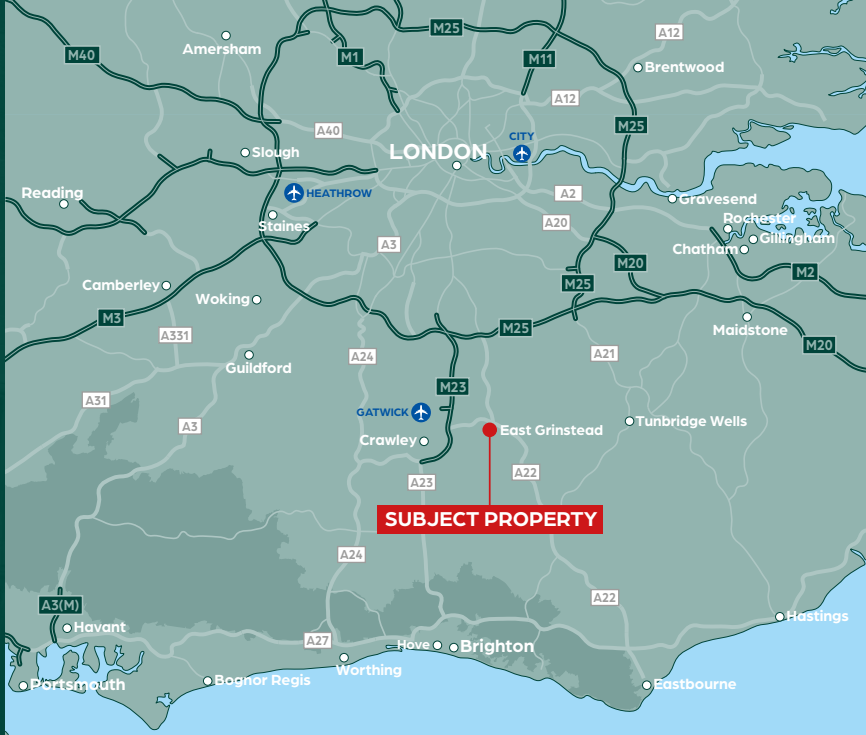 M25
A12
Amersham
M40
M1
M11
Brentwood
A12
A40
M25
CITY
LONDON
Slough
Reading
HEATHROW
A2
Gravesend
Staines
A20
Rochester
Gillingham
A3
Chatham
M20
M2
Camberley
M25
Woking
M3
M25
A331
Maidstone
M20
A24
A21
Guildford
M23
A31
GATWICK
A3
East Grinstead
Tunbridge Wells
Crawley
A22
A23
SUBJECT PROPERTY
A24
A3(M)
A22
Hastings
Havant
A27
Hove
Brighton
Worthing
Bognor Regis
Portsmouth
Eastbourne